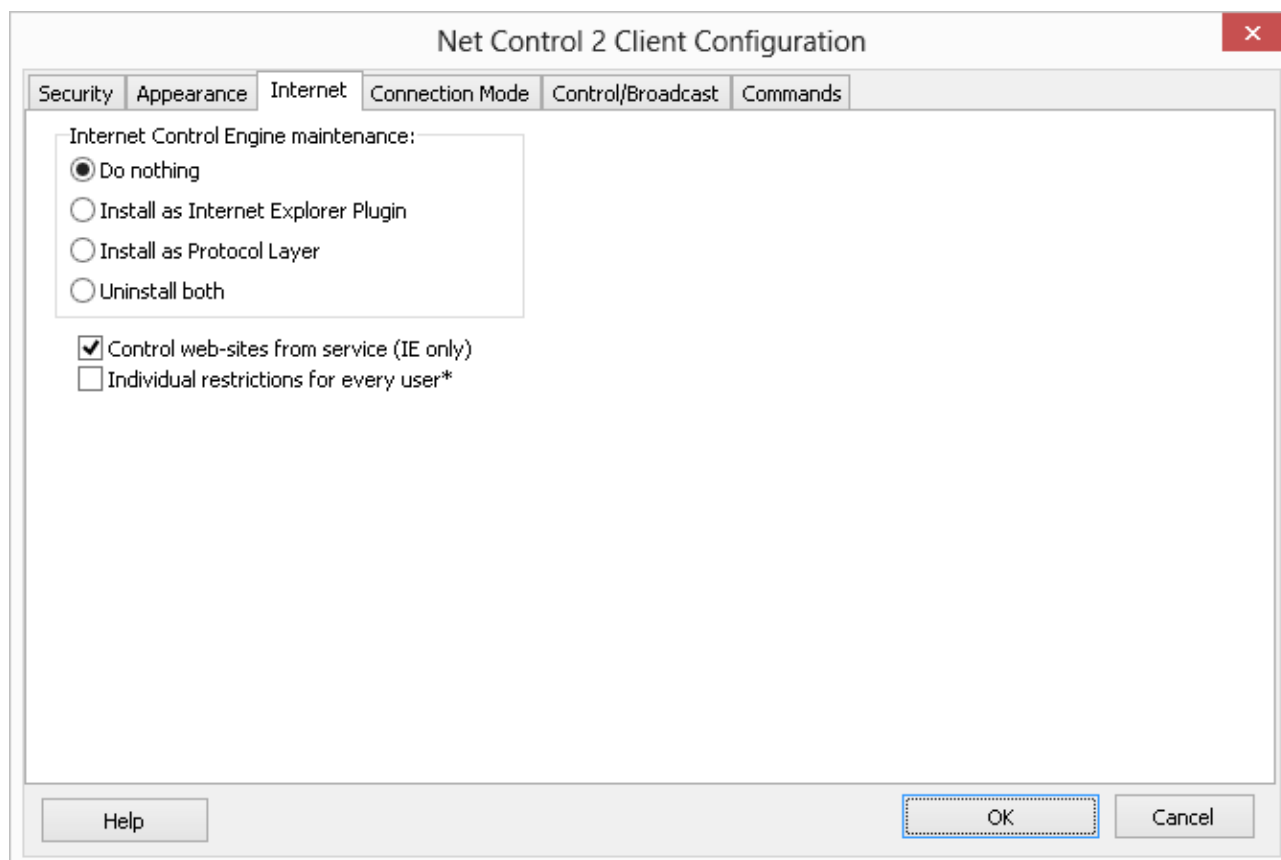 Net Control 2 Client Configuration
Security Appearance Internet Connection Mode Control/Broadcast Commands
Internet Control Engine maintenance:
Do nothing
Install as Internet Explorer Plugin
Install as Protocol Layer
Uninstall both
Control web-sites from service (IE only)
Individual restrictions for every user*
Help OK Cancel